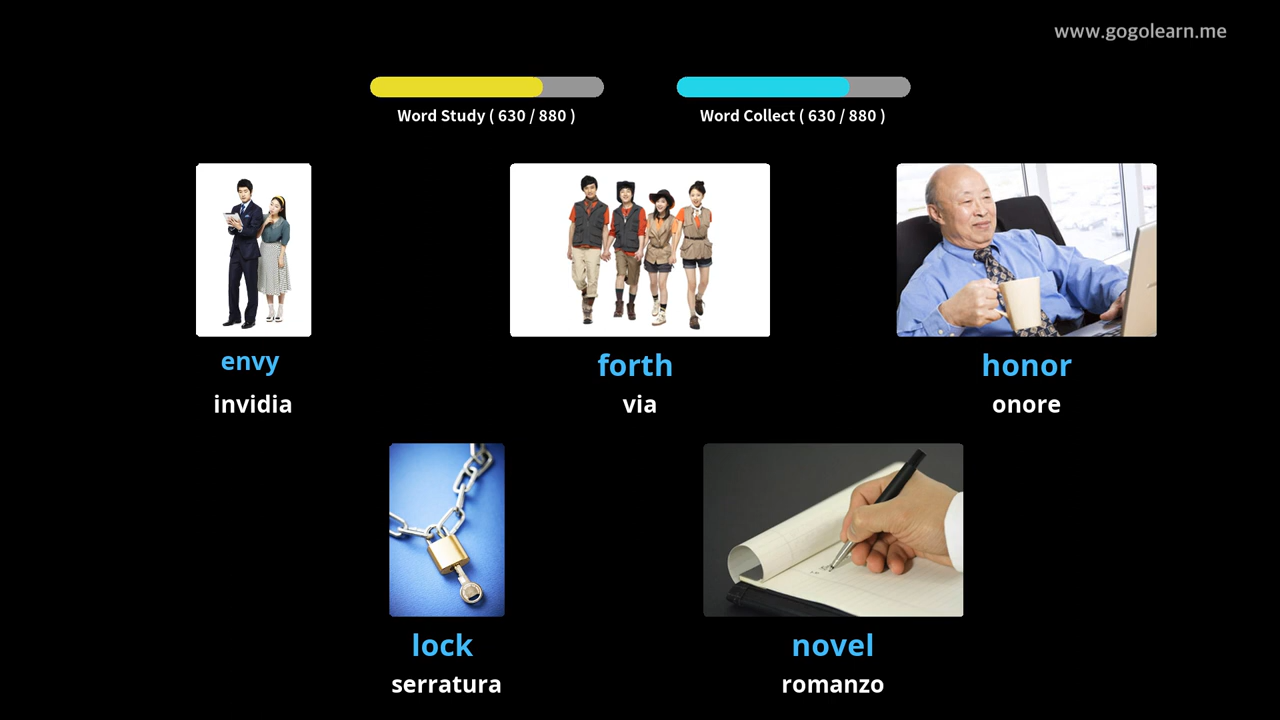 www.gogolearn.me
Word Study ( 630 / 880 )
Word Collect ( 630 / 880 )
envy
invidia
forth
via
honor
onore
lock
serratura
novel
romanzo